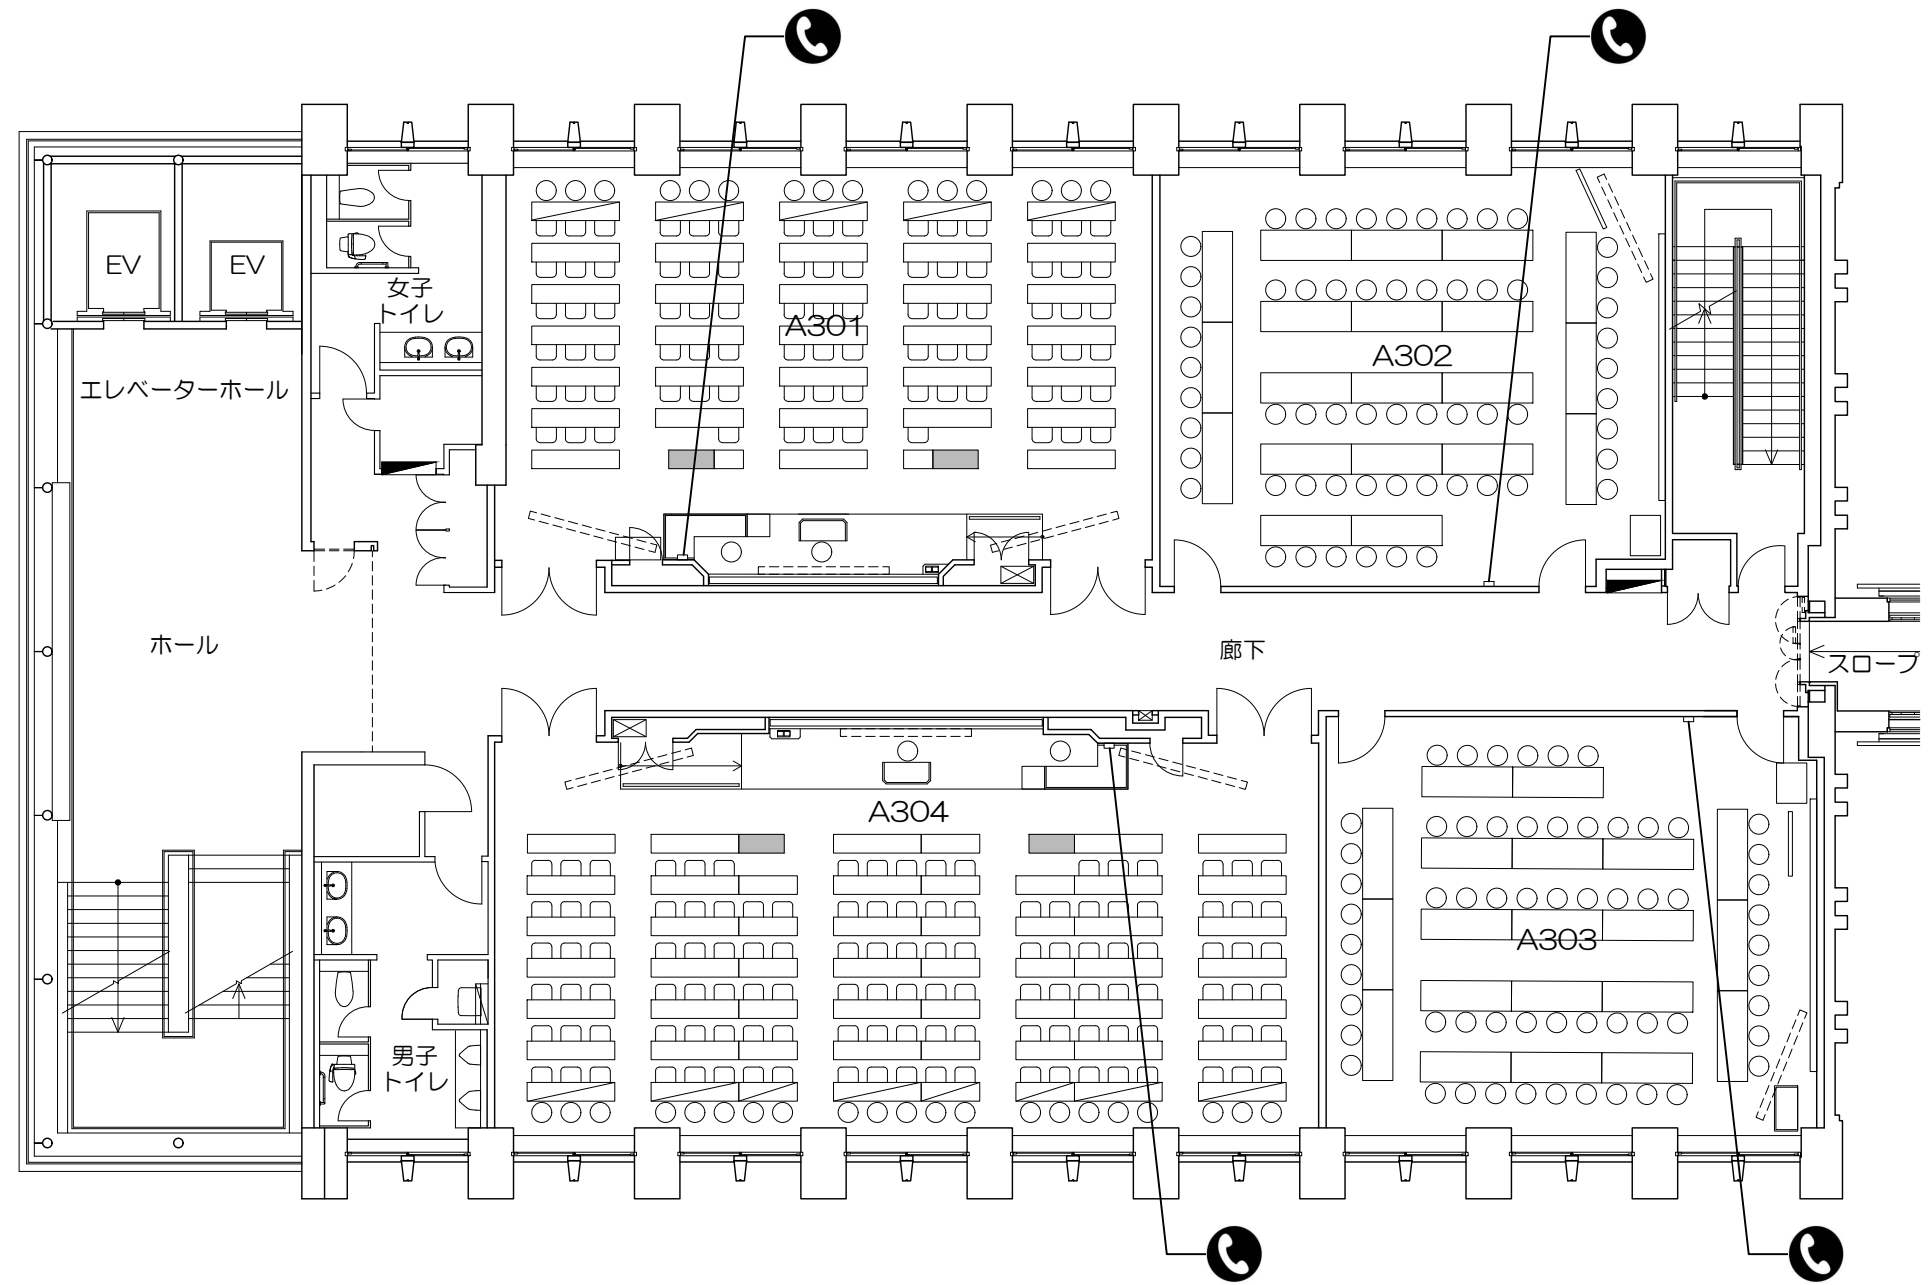 EV
EV
女子
トイレ
A301
A302
エレベーターホール
ホール
廊下
スロープ
A304
A303
男子
トイレ